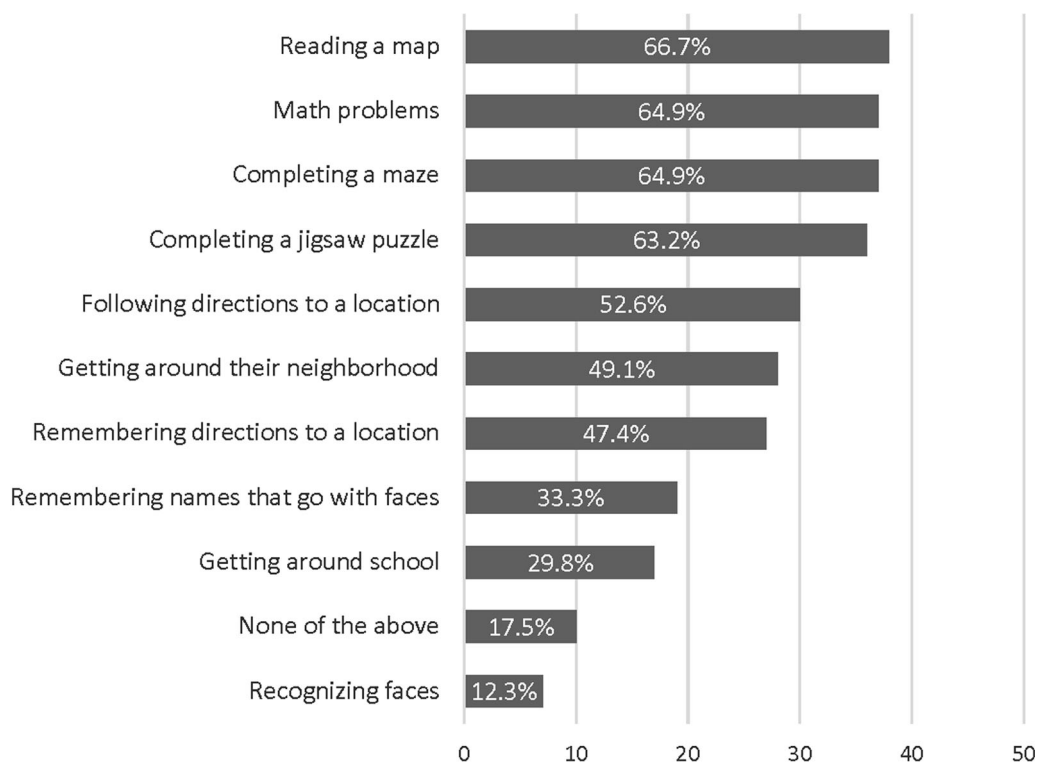 Reading a map 66.7%
Math problems 64.9%
Completing a maze 64.9%
Completing a jigsaw puzzle 63.2%
Following directions to a location 52.6%
Getting around their neighborhood 49.1%
Remembering directions to a location 47.4%
Remembering names that go with faces 33.3%
Getting around school 29.8%
None of the above 17.5%
Recognizing faces 12.3%
0 10 20 30 40 50